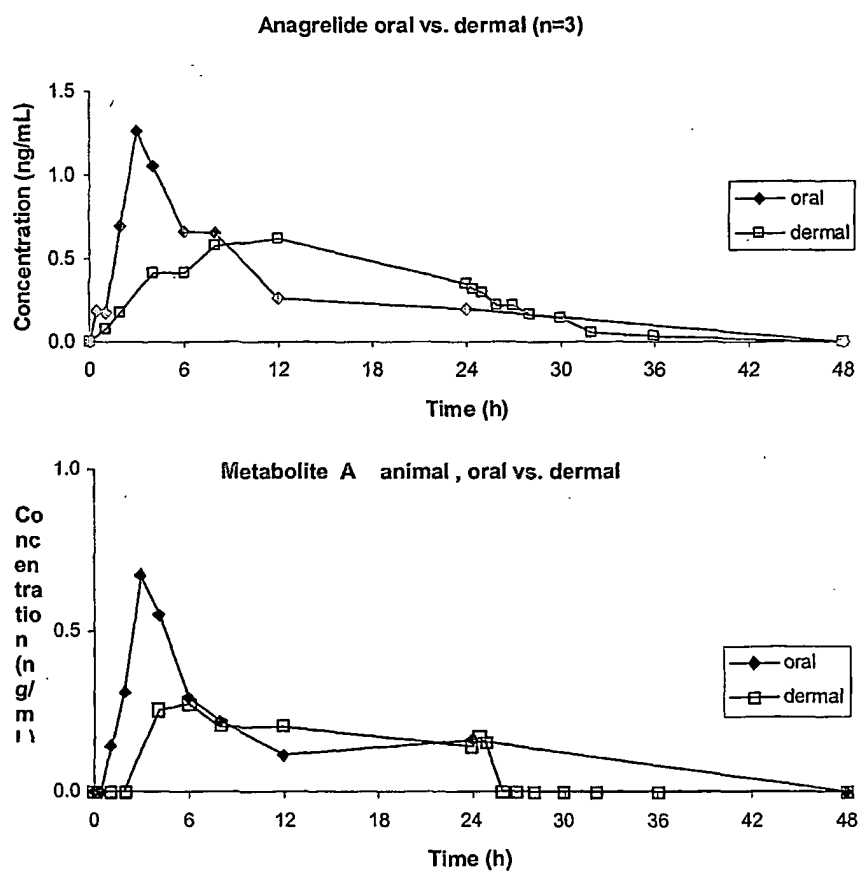 Anagrelide oral vs. dermal (n=3)
Concentration (ng/mL)
1.5
1.0
0.5
0.0
0 6 12 18 24 30 36 42 48
Time (h)
oral
dermal
Metabolite A animal , oral vs. dermal
Co
nc
en
tra
tio
n
(n
g/
m
1.0
0.5
0.0
0 6 12 18 24 30 36 42 48
Time (h)
oral
dermal